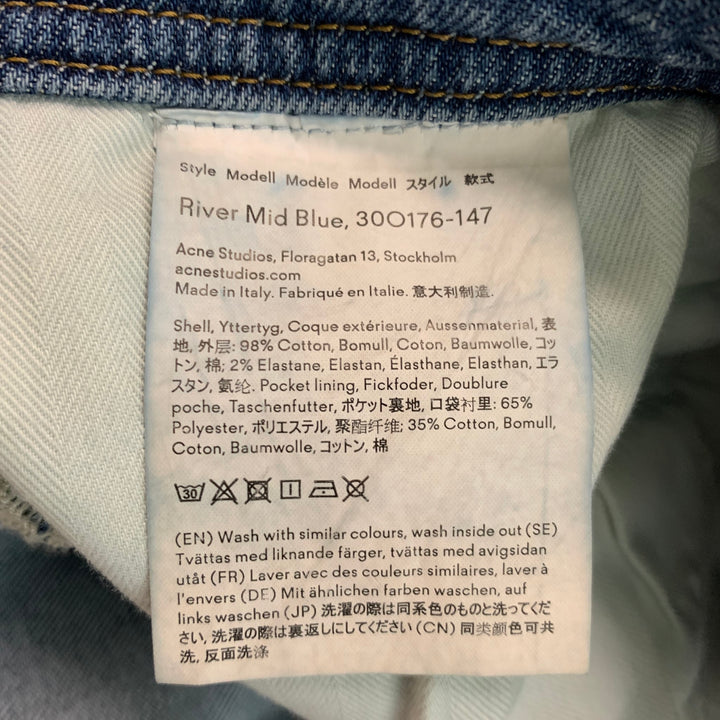 Style Modell Modèle Modell スタイル 款式
River Mid Blue, 30O176-147
Acne Studios, Floragatan 13, Stockholm
acnestudios.com
Made in Italy. Fabriqué en Italie. 意大利制造.
Shell, Yttertyg, Coque extérieure, Aussenmaterial, 表
地, 外层: 98% Cotton, Bomull, Coton, Baumwolle, コッ
トン, 棉; 2% Elastane, Elastan, Élasthane, Elasthan, エラ
スタン, 氨纶. Pocket lining, Fickfoder, Doublure
poche, Taschenfutter, ポケット裏地, 口袋衬里: 65%
Polyester, ポリエステル, 聚酯纤维; 35% Cotton, Bomull,
Coton, Baumwolle, コットン, 棉
30
(EN) Wash with similar colours, wash inside out (SE)
Tvättas med liknande färger, tvättas med avigsidan
utåt (FR) Laver avec des couleurs similaires, laver à
l'envers (DE) Mit ähnlichen farben waschen, auf
links waschen (JP) 洗濯の際は同系色のものと洗ってくだ
さい, 洗濯の際は裏返しにしてください (CN) 同类颜色可共
洗, 反面洗涤